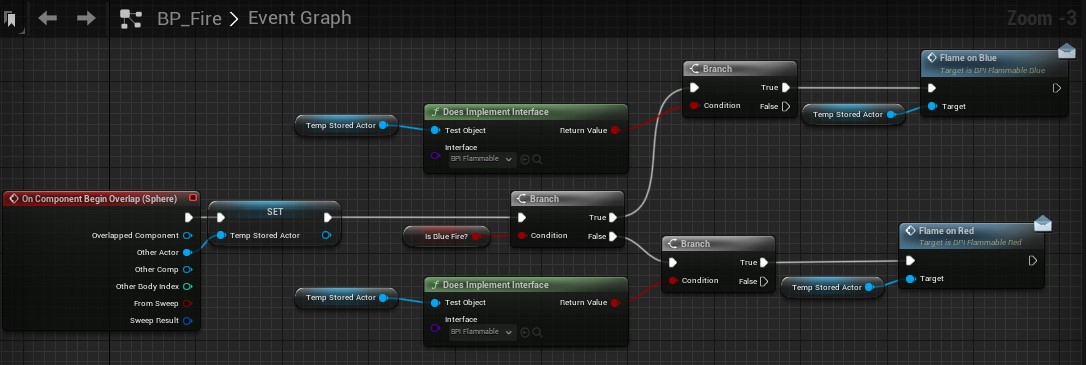 BP_Fire > Event Graph
Zoom -3
Flame on Blue
Target is BPI Flammable Blue
Branch
True
Condition
False
Temp Stored Actor
Target
Does Implement Interface
Temp Stored Actor
Test Object
Return Value
Interface
BPI Flammable
On Component Begin Overlap (Sphere)
SET
Temp Stored Actor
Overlapped Component
Other Actor
Other Comp
Other Body Index
From Sweep
Sweep Result
Is Blue Fire?
Branch
True
Condition
False
Branch
True
Condition
False
Flame on Red
Target is BPI Flammable Red
Temp Stored Actor
Target
Does Implement Interface
Temp Stored Actor
Test Object
Return Value
Interface
BPI Flammable